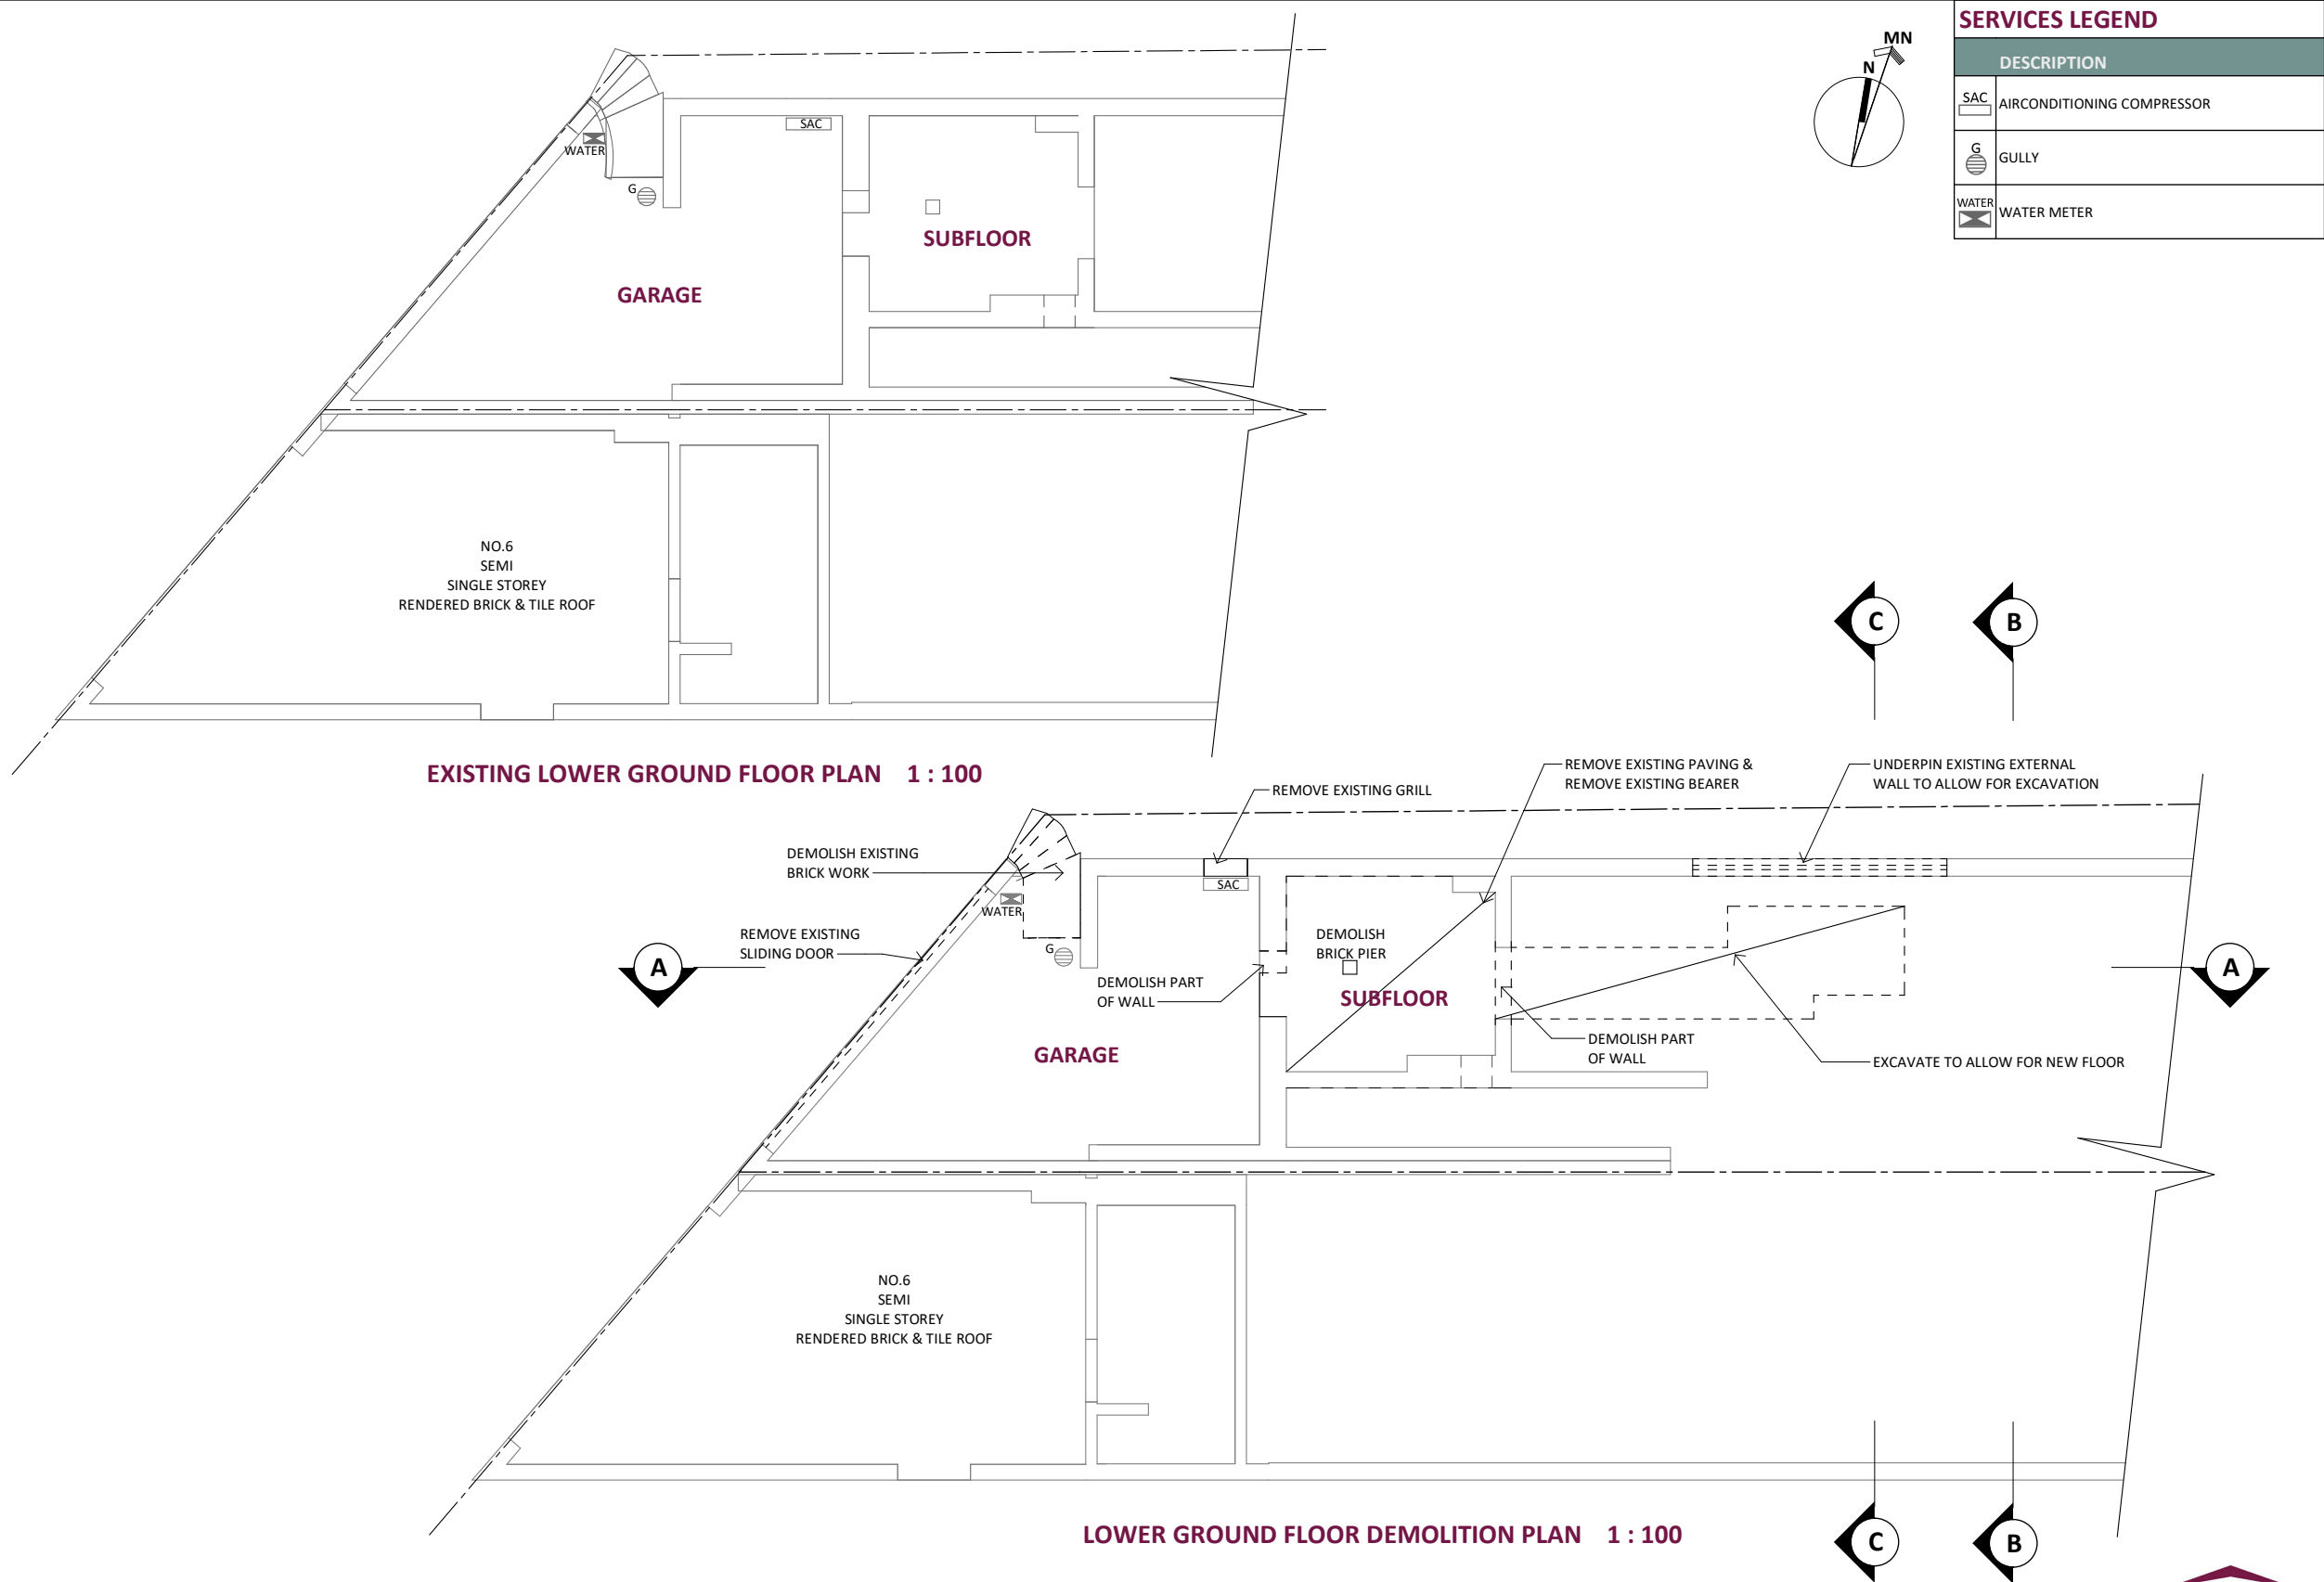 SERVICES LEGEND
DESCRIPTION
SAC
AIRCONDITIONING COMPRESSOR
G
GULLY
WATER
WATER METER
MN
N
SAC
WATER
G
SUBFLOOR
GARAGE
NO.6
SEMI
SINGLE STOREY
RENDERED BRICK & TILE ROOF
EXISTING LOWER GROUND FLOOR PLAN 1 : 100
C
B
REMOVE EXISTING GRILL
REMOVE EXISTING PAVING &
REMOVE EXISTING BEARER
UNDERPIN EXISTING EXTERNAL
WALL TO ALLOW FOR EXCAVATION
DEMOLISH EXISTING
BRICK WORK
SAC
WATER
REMOVE EXISTING
SLIDING DOOR
G
A
DEMOLISH
BRICK PIER
DEMOLISH PART
OF WALL
SUBFLOOR
A
GARAGE
DEMOLISH PART
OF WALL
EXCAVATE TO ALLOW FOR NEW FLOOR
NO.6
SEMI
SINGLE STOREY
RENDERED BRICK & TILE ROOF
LOWER GROUND FLOOR DEMOLITION PLAN 1 : 100
C
B